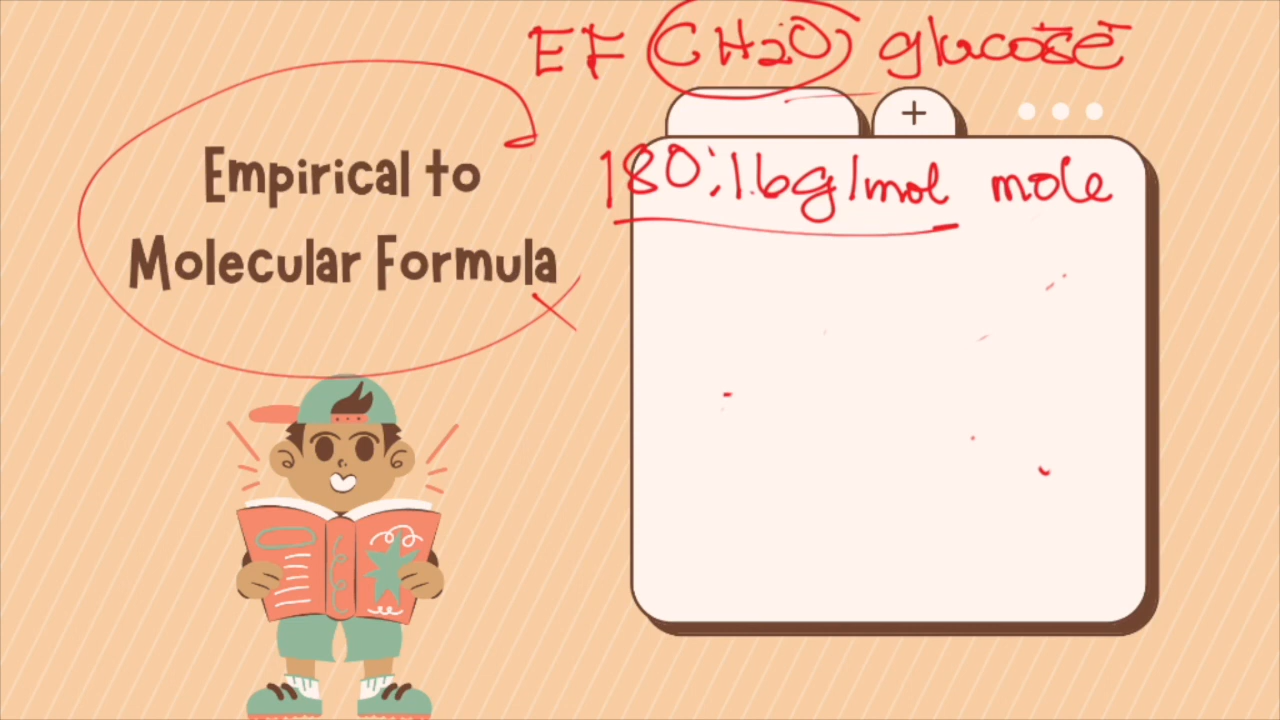 EF CH2O glucose
Empirical to
Molecular Formula
+
180.16g/mol mole